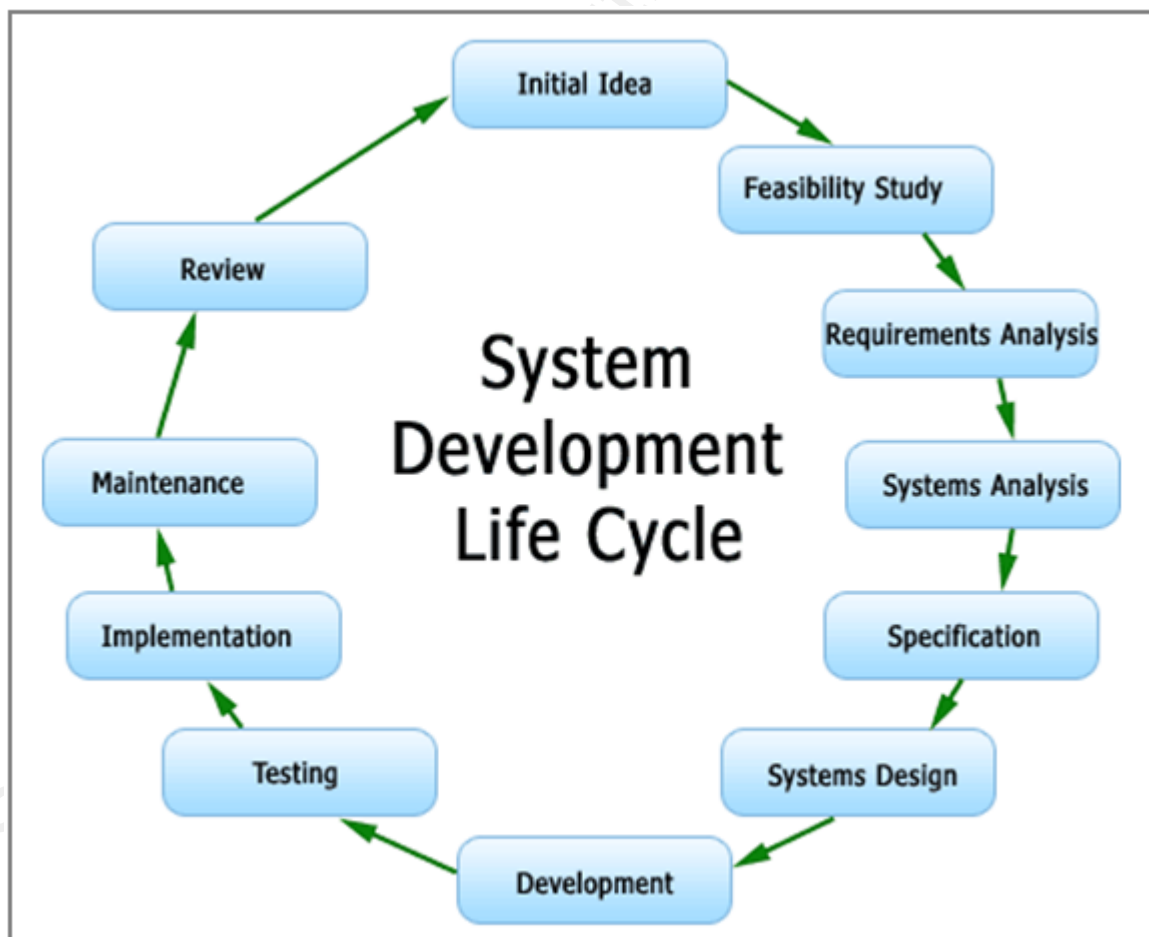 Initial Idea
Feasibility Study
Requirements Analysis
Systems Analysis
Specification
Systems Design
Development
Testing
Implementation
Maintenance
Review
System
Development
Life Cycle